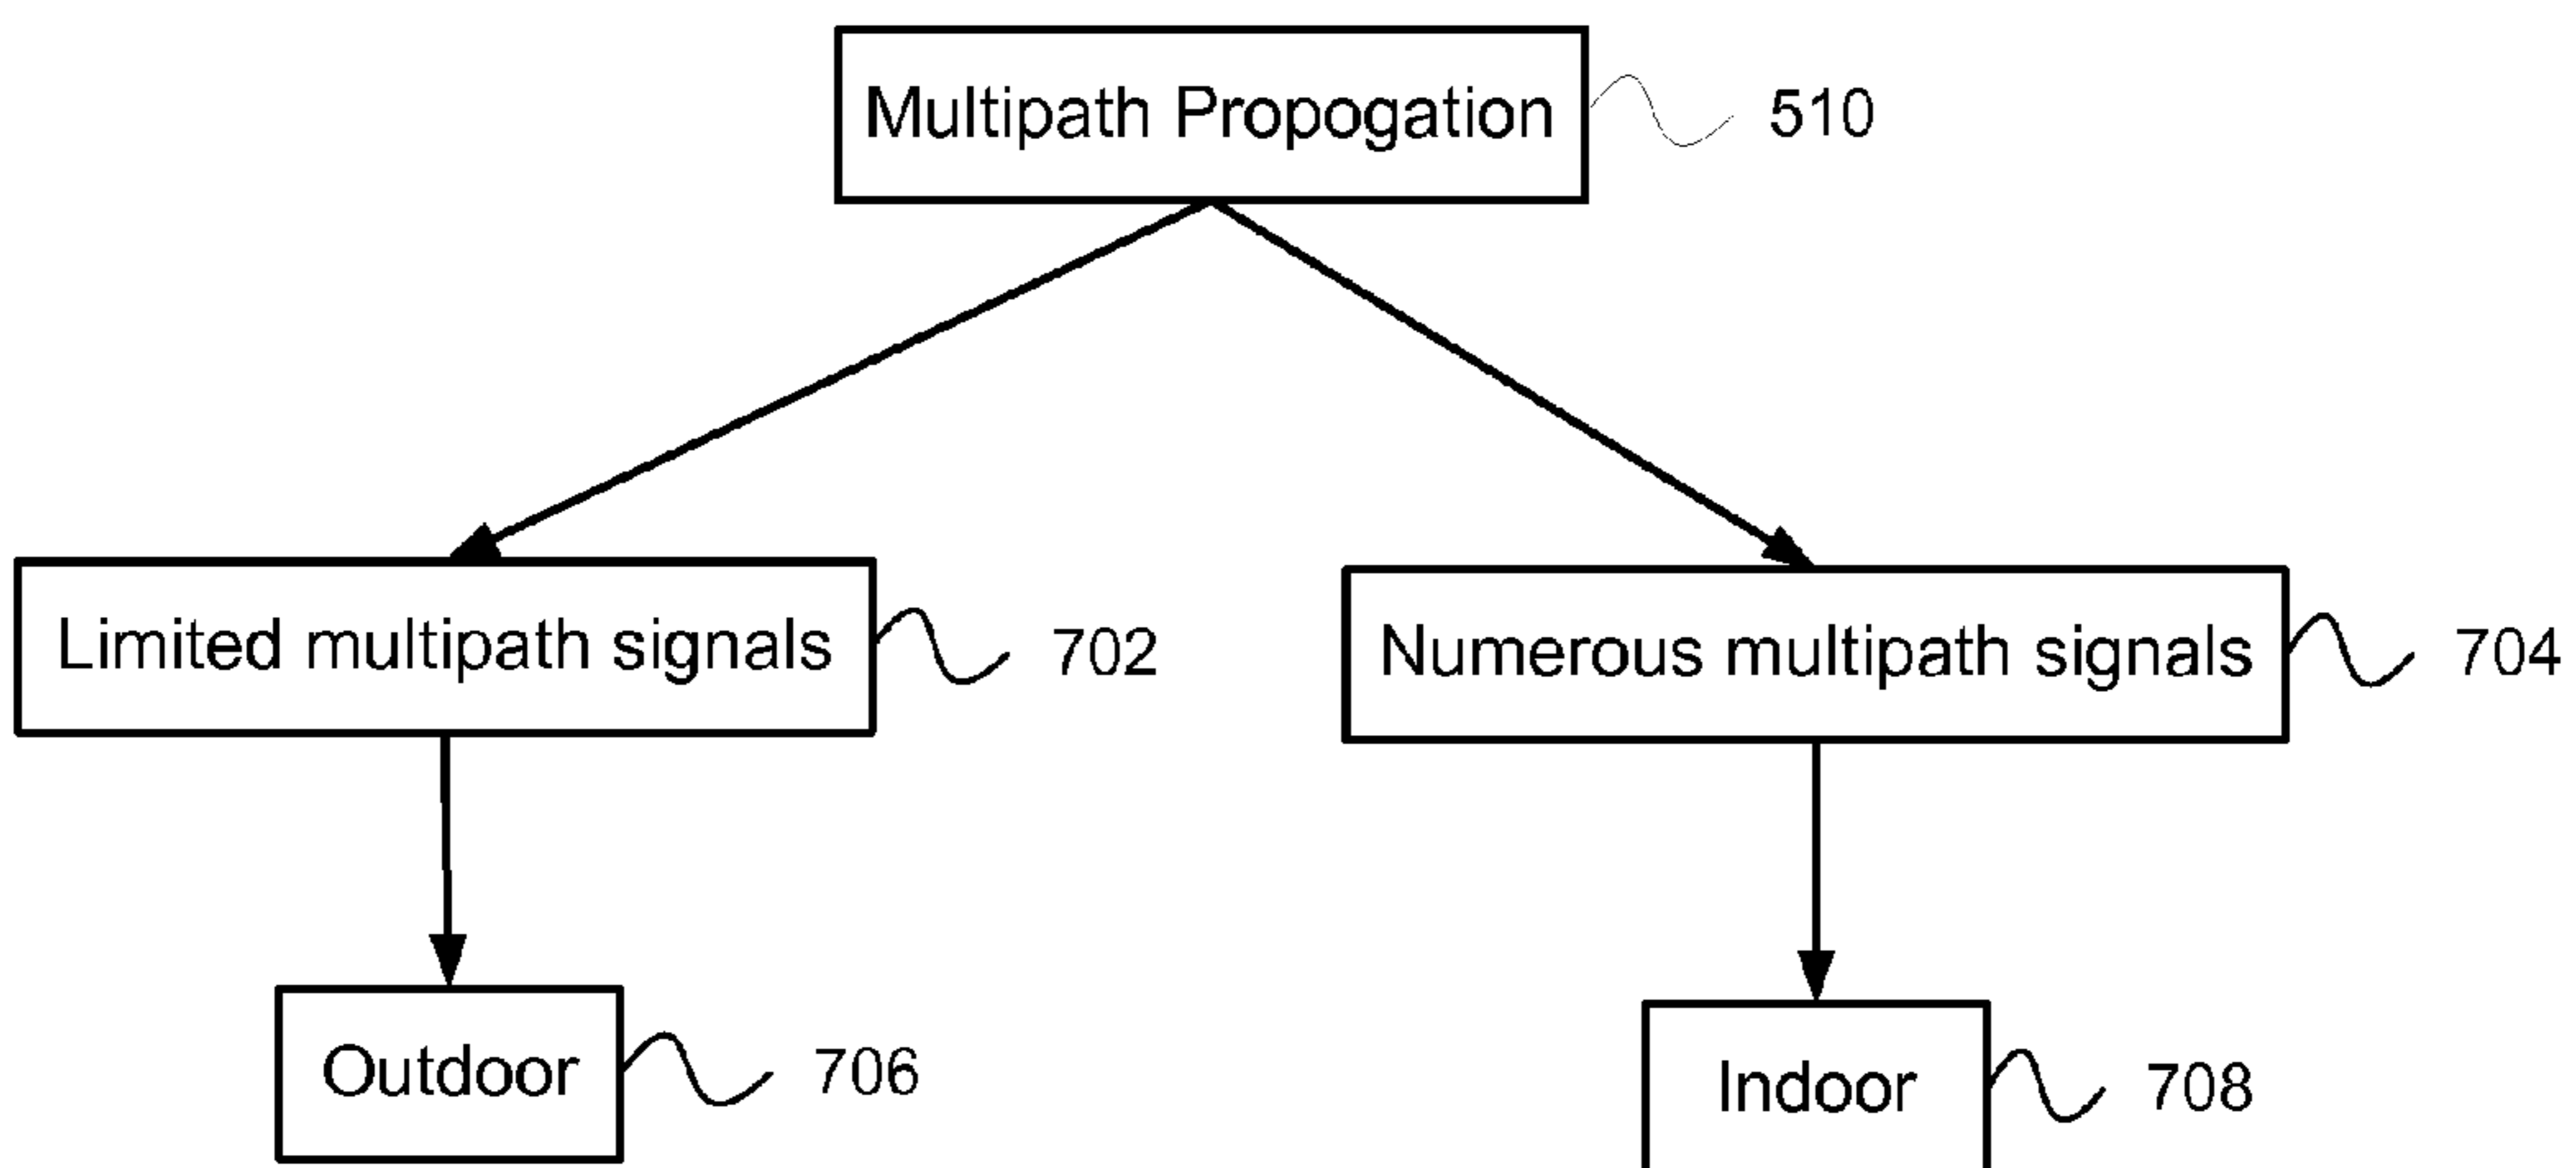 Multipath Propogation 510
Limited multipath signals 702
Numerous multipath signals 704
Outdoor 706
Indoor 708